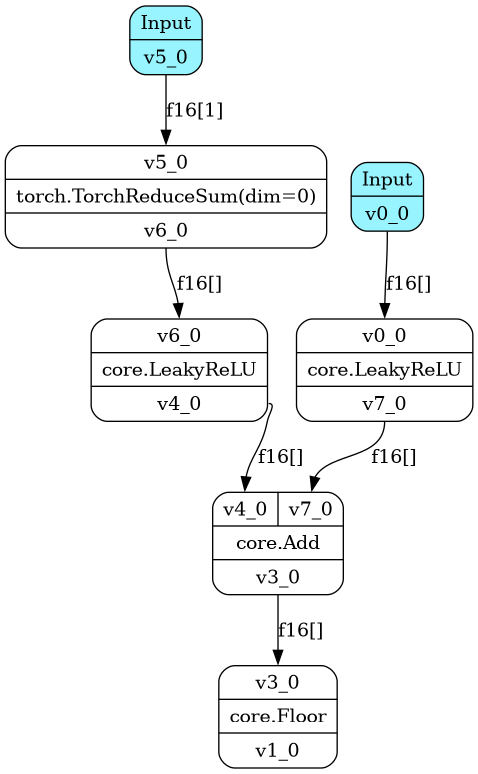 Input
v5_0
f16[1]
v5_0
torch.TorchReduceSum(dim=0)
v6_0
Input
v0_0
f16[]
f16[]
v6_0
core.LeakyReLU
v4_0
v0_0
core.LeakyReLU
v7_0
f16[]
f16[]
v4_0 v7_0
core.Add
v3_0
f16[]
v3_0
core.Floor
v1_0